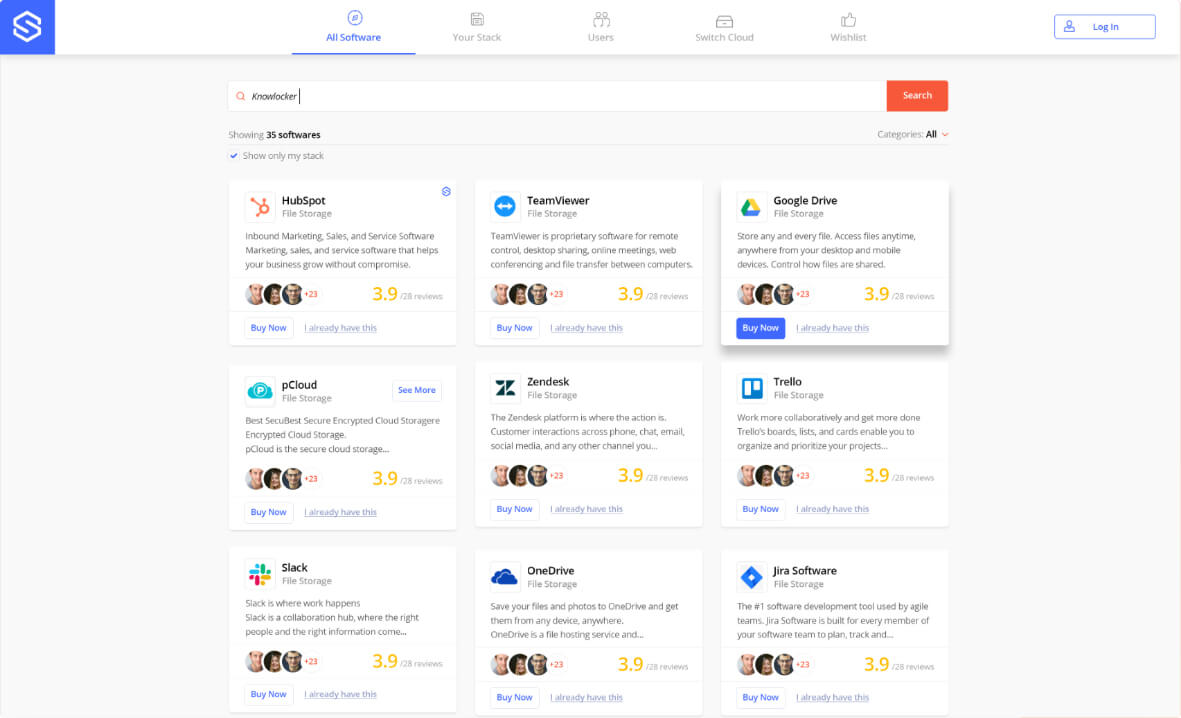 All Software
Your Stack
Users
Switch Cloud
Wishlist
Log In
Knowlocker
Search
Showing 35 softwares
Categories: All
Show only my stack
HubSpot
File Storage
Inbound Marketing, Sales, and Service Software
Marketing, sales, and service software that helps
your business grow without compromise.
+23
3.9 /28 reviews
Buy Now
I already have this
TeamViewer
File Storage
TeamViewer is proprietary software for remote
control, desktop sharing, online meetings, web
conferencing and file transfer between computers.
+23
3.9 /28 reviews
Buy Now
I already have this
Google Drive
File Storage
Store any and every file. Access files anytime,
anywhere from your desktop and mobile
devices. Control how files are shared.
+23
3.9 /28 reviews
Buy Now
I already have this
pCloud
File Storage
See More
Best SecuBest Secure Encrypted Cloud Storagere
Encrypted Cloud Storage.
pCloud is the secure cloud storage...
+23
3.9 /28 reviews
Buy Now
I already have this
Zendesk
File Storage
The Zendesk platform is where the action is.
Customer interactions across phone, chat, email,
social media, and any other channel you...
+23
3.9 /28 reviews
Buy Now
I already have this
Trello
File Storage
Work more collaboratively and get more done
Trello's boards, lists, and cards enable you to
organize and prioritize your projects...
+23
3.9 /28 reviews
Buy Now
I already have this
Slack
File Storage
Slack is where work happens
Slack is a collaboration hub, where the right
people and the right information come...
+23
3.9 /28 reviews
Buy Now
I already have this
OneDrive
File Storage
Save your files and photos to OneDrive and get
them from any device, anywhere.
OneDrive is a file hosting service and...
+23
3.9 /28 reviews
Buy Now
I already have this
Jira Software
File Storage
The #1 software development tool used by agile
teams. Jira Software is built for every member of
your software team to plan, track and...
+23
3.9 /28 reviews
Buy Now
I already have this